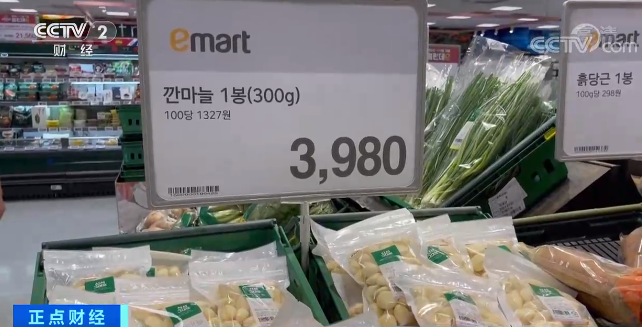 CCTV 2
财经
emart
깐마늘 1봉(300g)
100당 1327원
3,980
emart
흙당근 1봉
100g당 298원
CCTV
com
正点财经